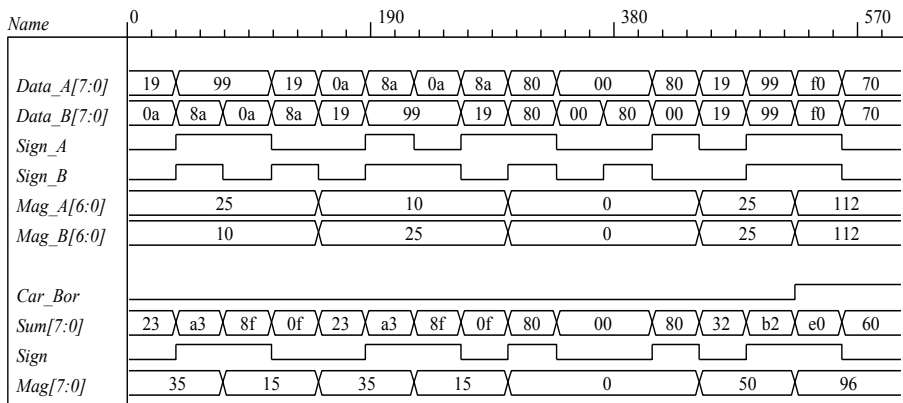 Name 0 190 380 570
Data_A[7:0] 19 99 19 0a 8a 0a 8a 80 00 80 19 99 f0 70
Data_B[7:0] 0a 8a 0a 8a 19 99 19 80 00 80 00 19 99 f0 70
Sign_A
Sign_B
Mag_A[6:0] 25 10 0 25 112
Mag_B[6:0] 10 25 0 25 112
Car_Bor
Sum[7:0] 23 a3 8f 0f 23 a3 8f 0f 80 00 80 32 b2 e0 60
Sign
Mag[7:0] 35 15 35 15 0 50 96